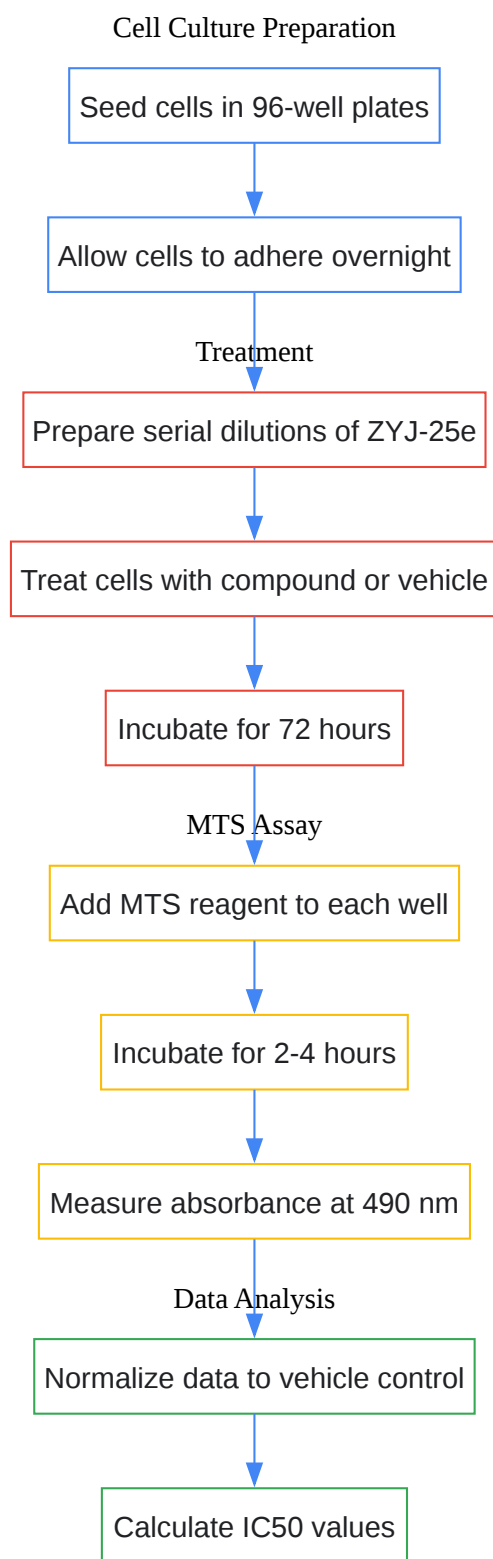 Cell Culture Preparation
Seed cells in 96-well plates
Allow cells to adhere overnight
Treatment
Prepare serial dilutions of ZYJ-25e
Treat cells with compound or vehicle
Incubate for 72 hours
MTS Assay
Add MTS reagent to each well
Incubate for 2-4 hours
Measure absorbance at 490 nm
Data Analysis
Normalize data to vehicle control
Calculate IC50 values